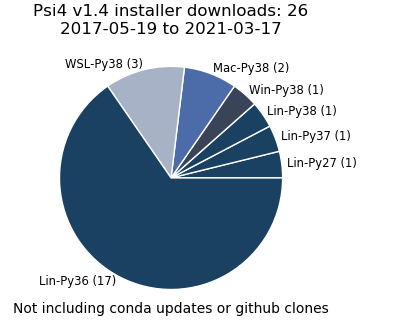 Psi4 v1.4 installer downloads: 26
2017-05-19 to 2021-03-17
WSL-Py38 (3)
Mac-Py38 (2)
Win-Py38 (1)
Lin-Py38 (1)
Lin-Py37 (1)
Lin-Py27 (1)
Lin-Py36 (17)
Not including conda updates or github clones